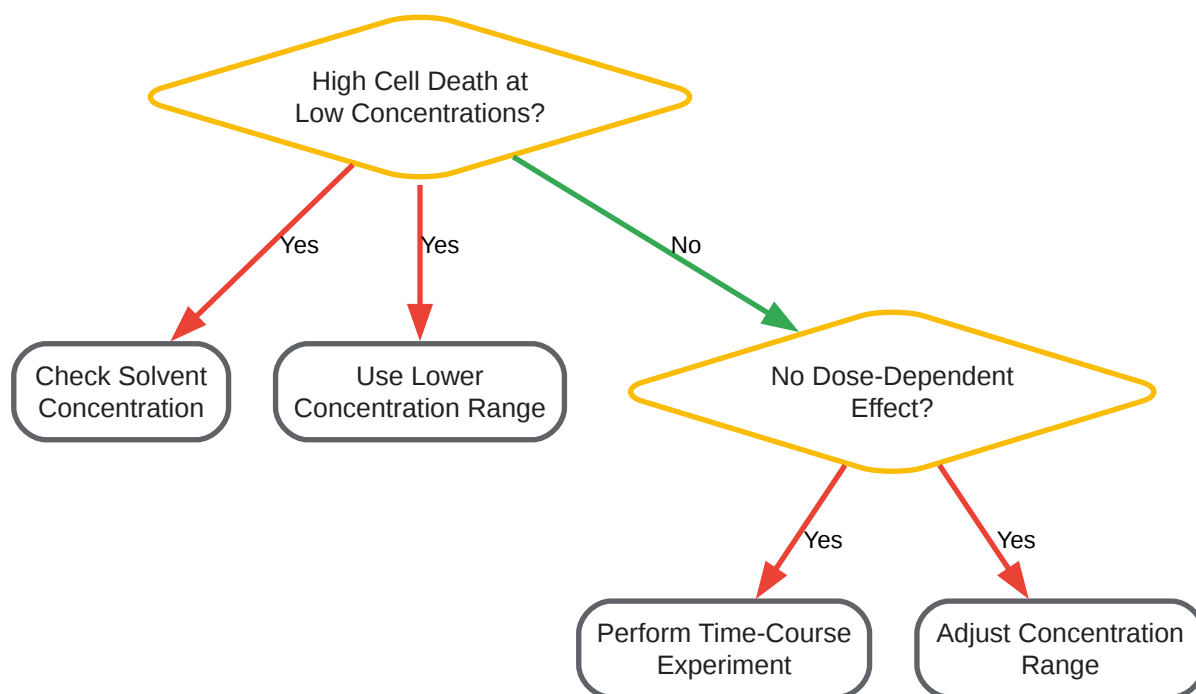 High Cell Death at
Low Concentrations?
Yes
Yes
No
Check Solvent
Concentration
Use Lower
Concentration Range
No Dose-Dependent
Effect?
Yes
Yes
Perform Time-Course
Experiment
Adjust Concentration
Range